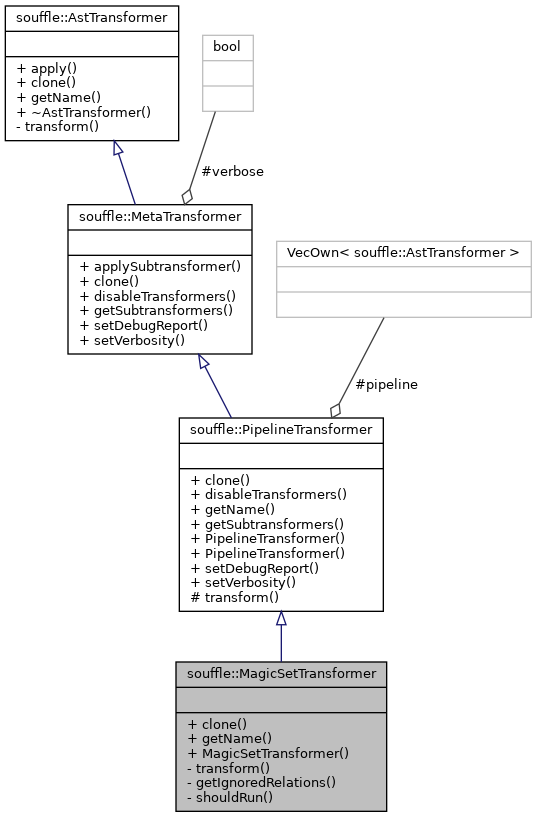 souffle::AstTransformer
+ apply()
+ clone()
+ getName()
+ ~AstTransformer()
- transform()
bool
#verbose
souffle::MetaTransformer
+ applySubtransformer()
+ clone()
+ disableTransformers()
+ getSubtransformers()
+ setDebugReport()
+ setVerbosity()
VecOwn< souffle::AstTransformer >
#pipeline
souffle::PipelineTransformer
+ clone()
+ disableTransformers()
+ getName()
+ getSubtransformers()
+ PipelineTransformer()
+ PipelineTransformer()
+ setDebugReport()
+ setVerbosity()
# transform()
souffle::MagicSetTransformer
+ clone()
+ getName()
+ MagicSetTransformer()
- transform()
- getIgnoredRelations()
- shouldRun()